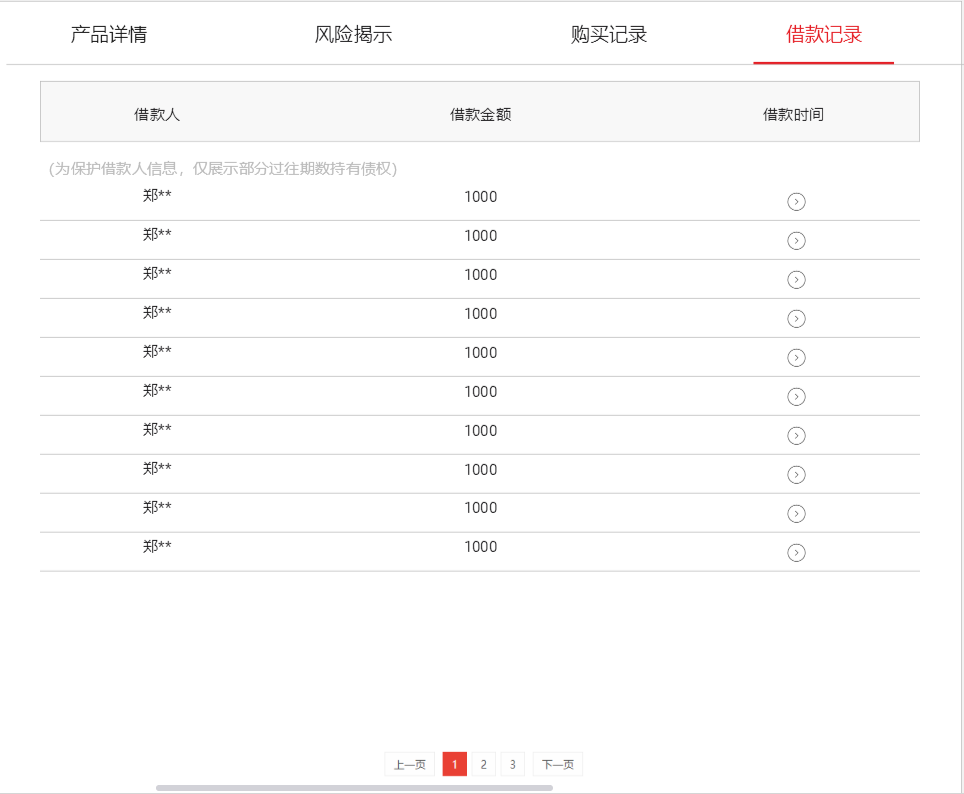 产品详情 风险揭示 购买记录 借款记录
借款人 借款金额 借款时间
(为保护借款人信息，仅展示部分过往期数持有债权)
郑** 1000
郑** 1000
郑** 1000
郑** 1000
郑** 1000
郑** 1000
郑** 1000
郑** 1000
郑** 1000
郑** 1000
上一页 1 2 3 下一页